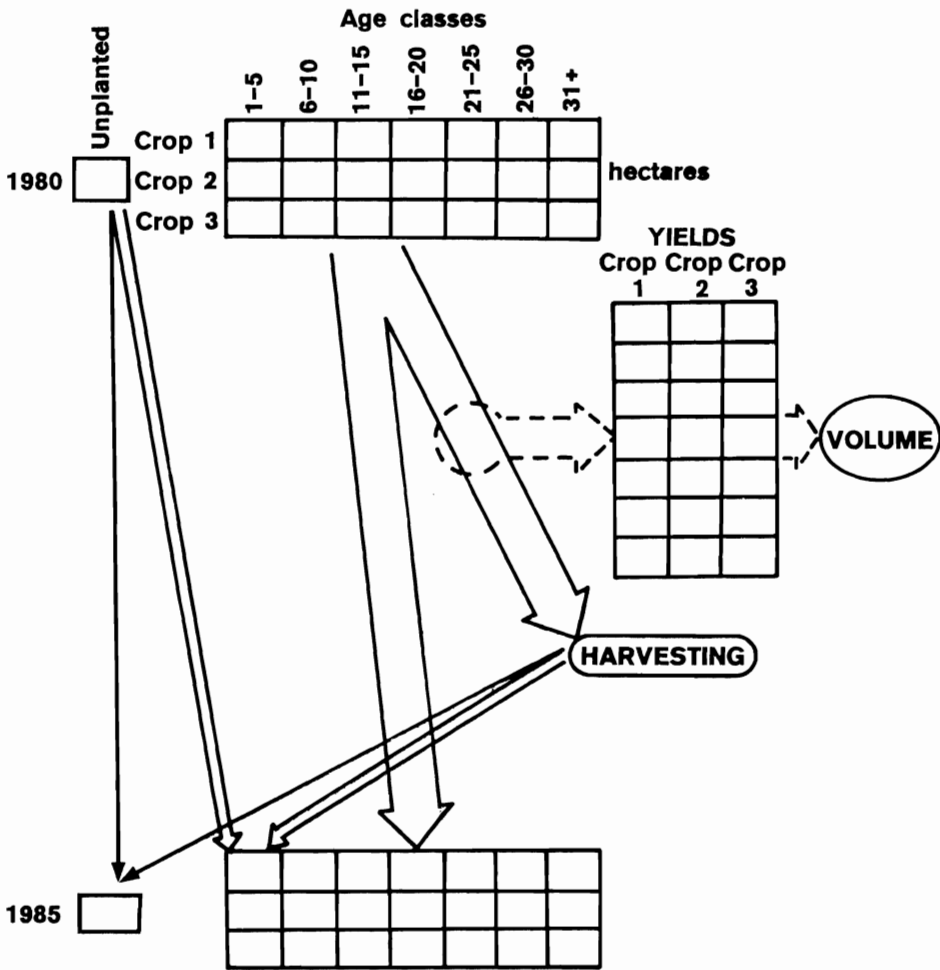 Age classes
Unplanted
1–5
6–10
11–15
16–20
21–25
26–30
31+
Crop 1
1980
Crop 2
hectares
Crop 3
YIELDS
Crop Crop Crop
1 2 3
VOLUME
HARVESTING
1985